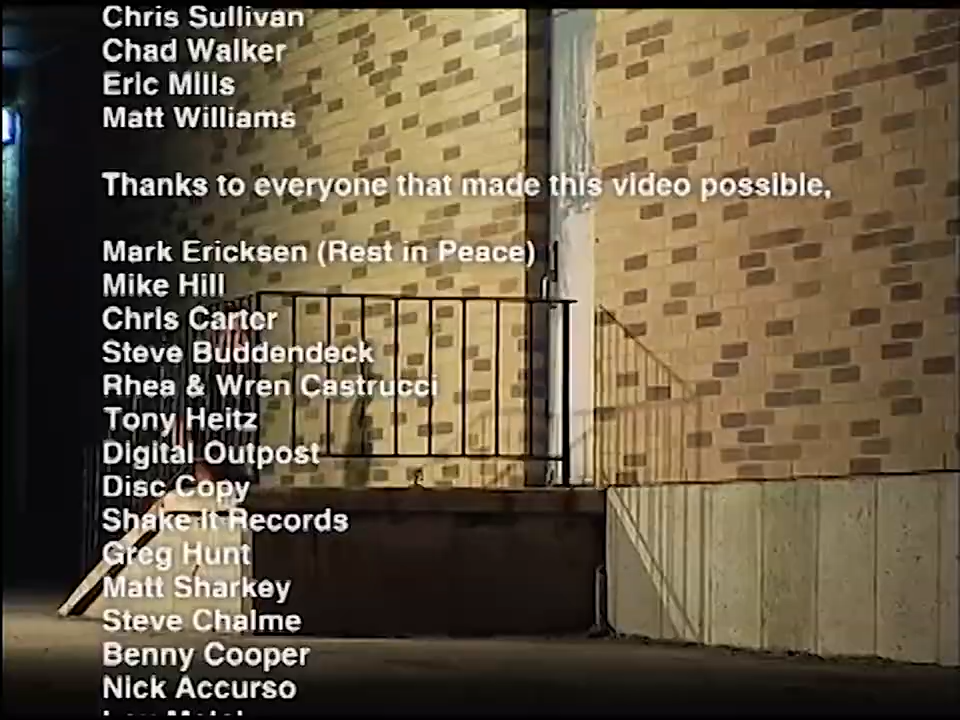 Chris Sullivan
Chad Walker
Eric Mills
Matt Williams
Thanks to everyone that made this video possible,
Mark Ericksen (Rest in Peace)
Mike Hill
Chris Carter
Steve Buddendeck
Rhea & Wren Castrucci
Tony Heitz
Digital Outpost
Disc Copy
Shake It Records
Greg Hunt
Matt Sharkey
Steve Chalme
Benny Cooper
Nick Accurso